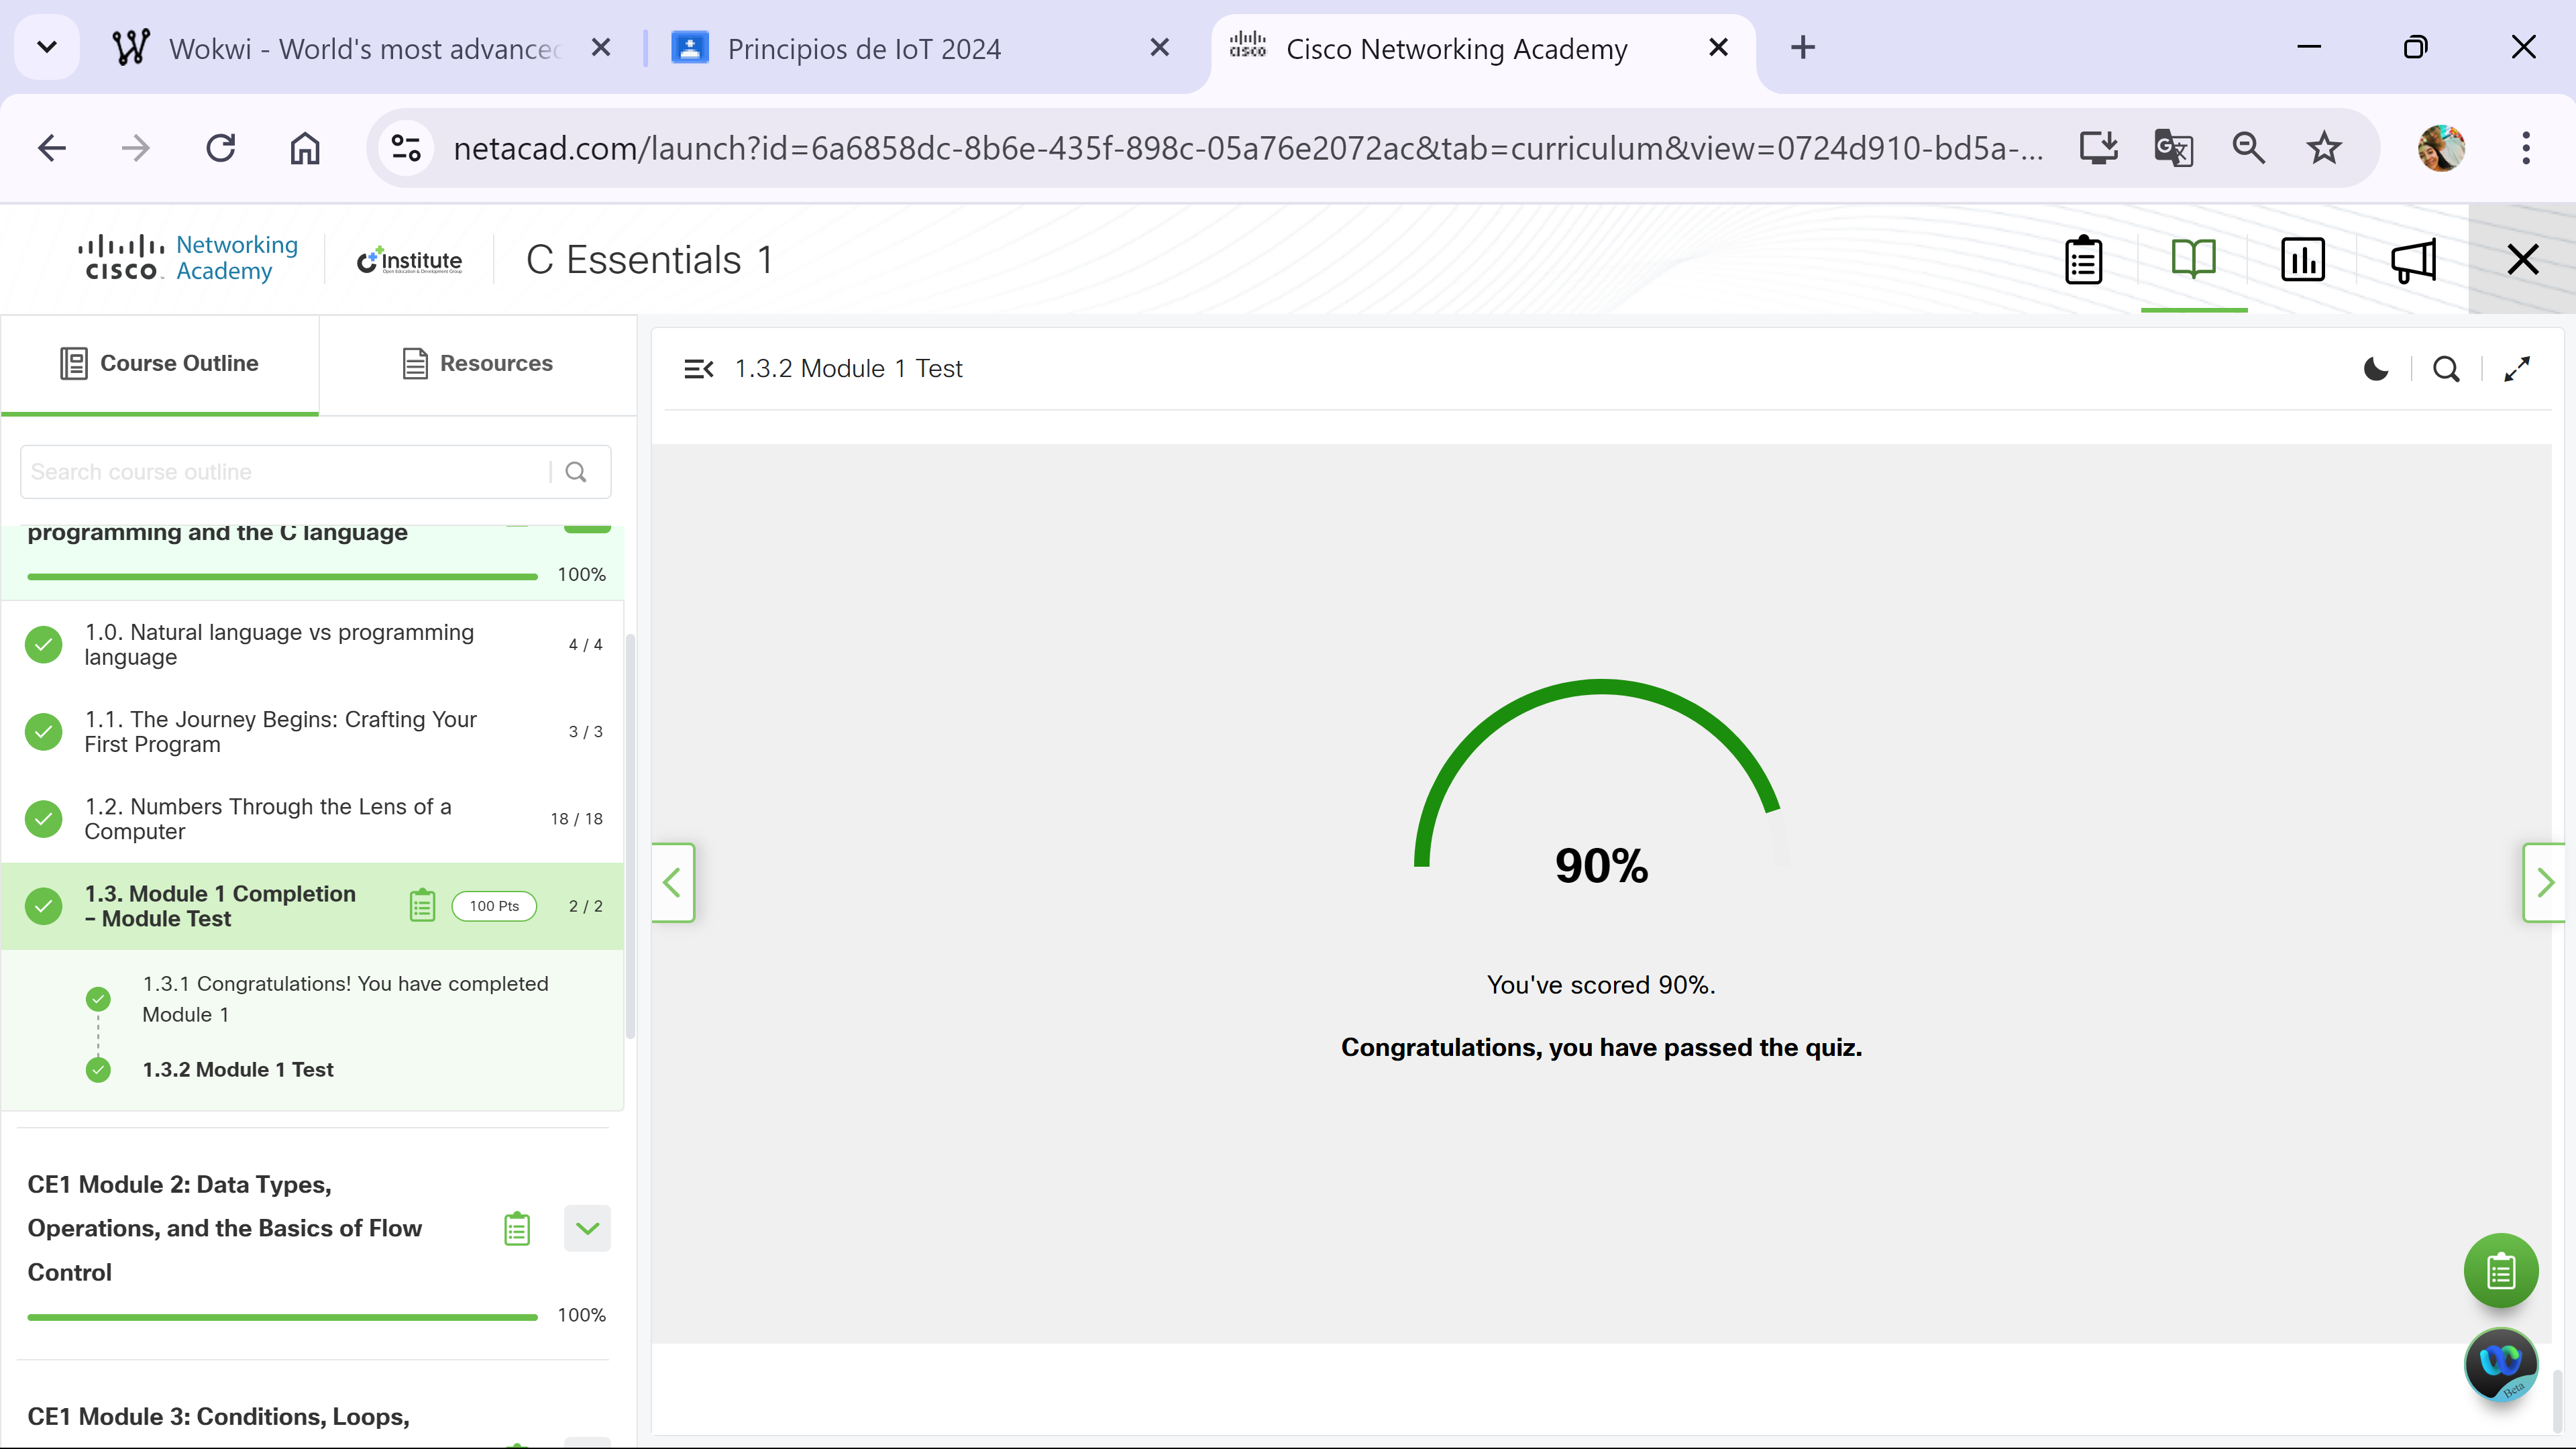 Wokwi - World's most advanced
Principios de IoT 2024
Cisco Networking Academy
netacad.com/launch?id=6a6858dc-8b6e-435f-898c-05a76e2072ac&tab=curriculum&view=0724d910-bd5a-...
CISCO Networking Academy
C++ Institute
Open Education & Development Group
C Essentials 1
Course Outline
Resources
1.3.2 Module 1 Test
Search course outline
programming and the C language
100%
1.0. Natural language vs programming
language
4 / 4
1.1. The Journey Begins: Crafting Your
First Program
3 / 3
1.2. Numbers Through the Lens of a
Computer
18 / 18
1.3. Module 1 Completion
– Module Test
100 Pts
2 / 2
1.3.1 Congratulations! You have completed
Module 1
1.3.2 Module 1 Test
CE1 Module 2: Data Types,
Operations, and the Basics of Flow
Control
100%
CE1 Module 3: Conditions, Loops,
90%
You've scored 90%.
Congratulations, you have passed the quiz.
Beta